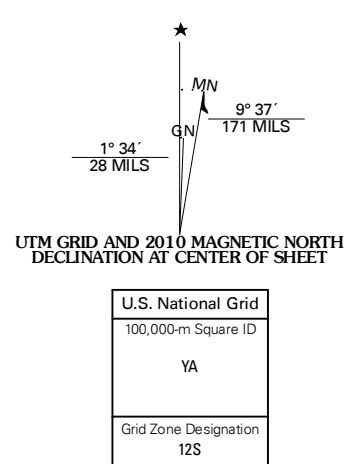 ★
MN
9° 37´
171 MILS
GN
1° 34´
28 MILS
UTM GRID AND 2010 MAGNETIC NORTH
DECLINATION AT CENTER OF SHEET
U.S. National Grid
100,000-m Square ID
YA
Grid Zone Designation
12S